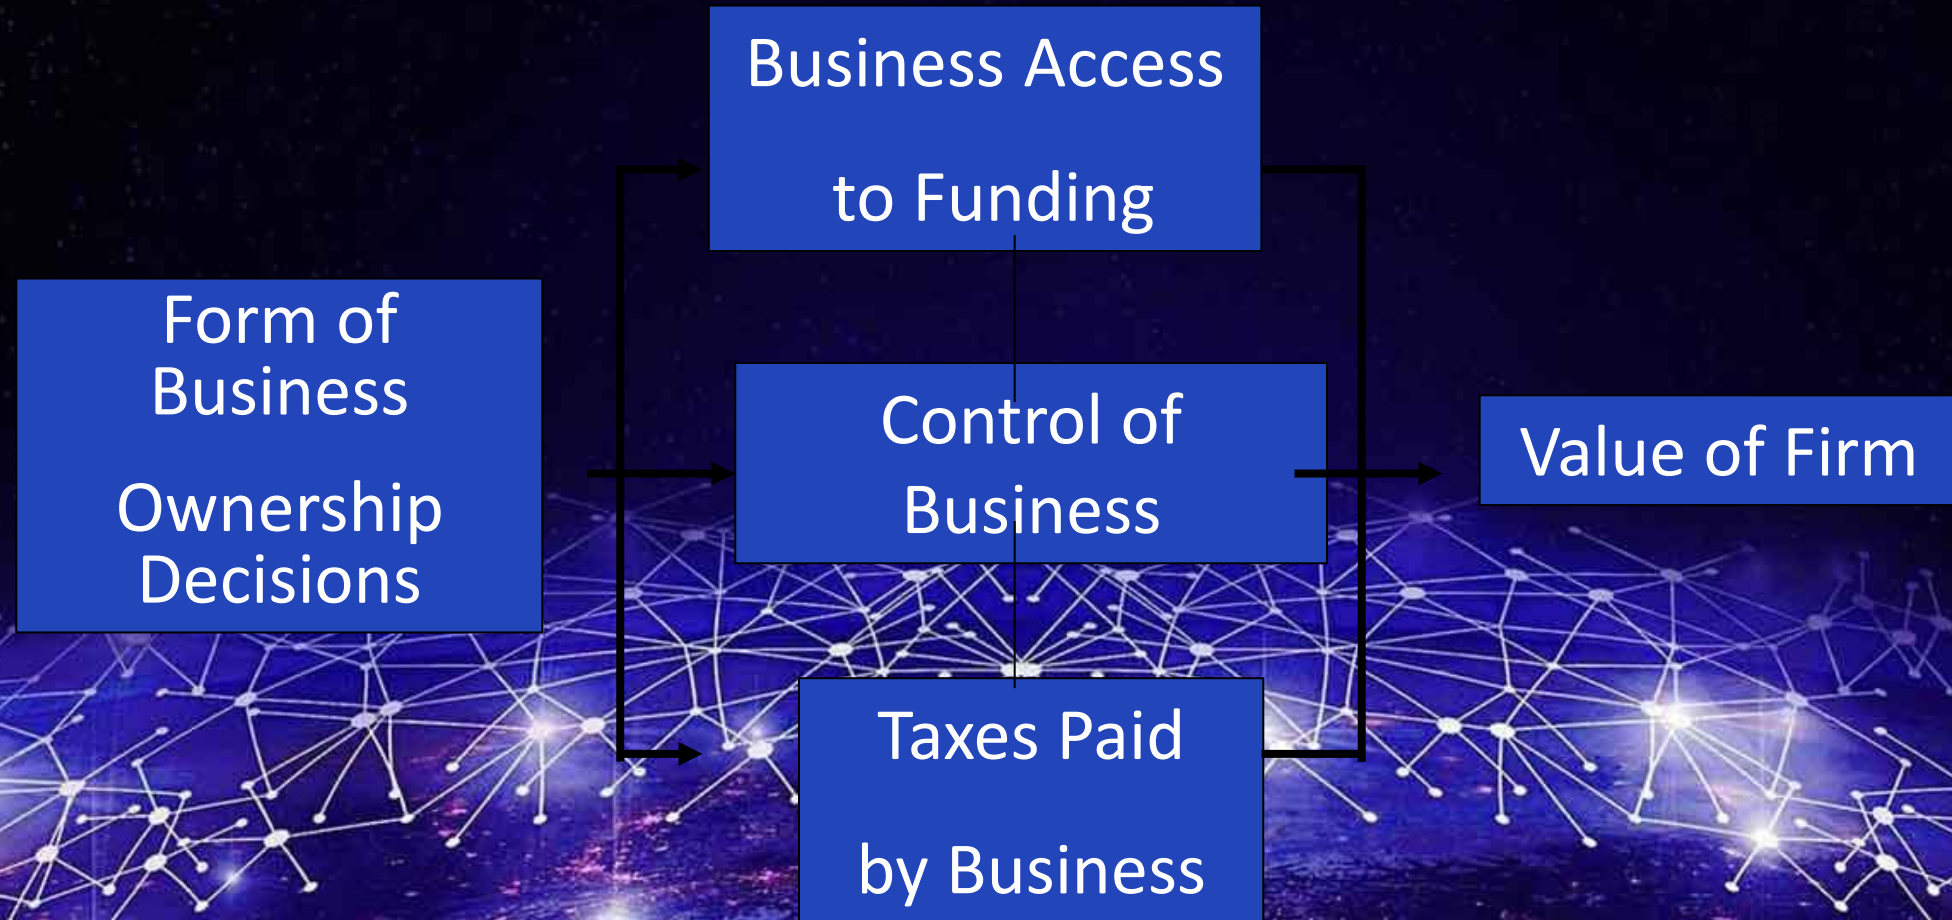 Business Access
to Funding
Form of
Business
Ownership
Decisions
Control of
Business
Value of Firm
Taxes Paid
by Business